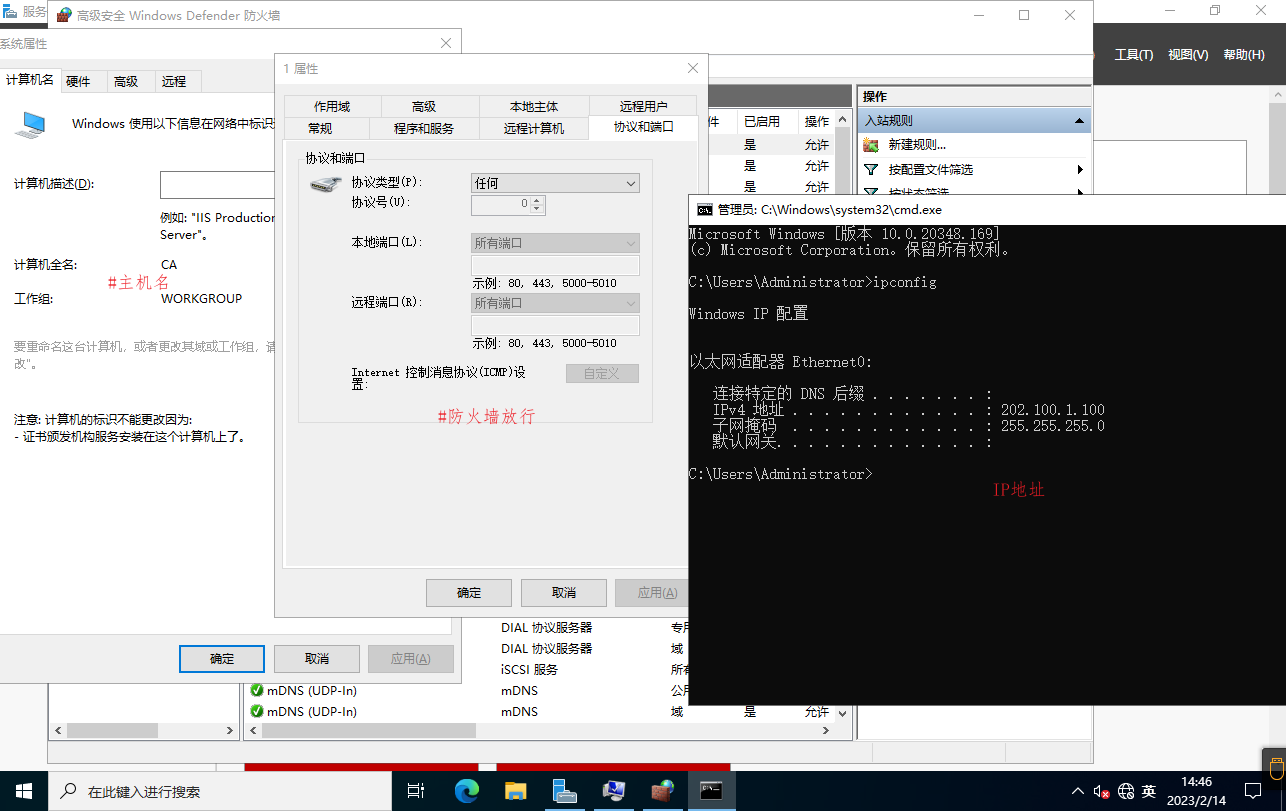 服务
高级安全 Windows Defender 防火墙
系统属性
计算机名
硬件
高级
远程
Windows 使用以下信息在网络中标识
计算机描述(D):
例如: "IIS Production
Server"。
计算机全名:
CA
#主机名
工作组:
WORKGROUP
要重命名这台计算机，或者更改其域或工作组，请
改"。
注意: 计算机的标识不能更改因为:
- 证书颁发机构服务安装在这个计算机上了。
确定
取消
应用(A)
1 属性
作用域
高级
本地主体
远程用户
常规
程序和服务
远程计算机
协议和端口
协议和端口
协议类型(P):
任何
协议号(U):
0
本地端口(L):
所有端口
示例: 80, 443, 5000-5010
远程端口(R):
所有端口
示例: 80, 443, 5000-5010
Internet 控制消息协议(ICMP)设
置:
自定义
#防火墙放行
确定
取消
应用(A)
件
已启用
操作
是
允许
是
允许
是
允许
操作
入站规则
新建规则...
按配置文件筛选
按状态筛选
工具(T)
视图(V)
帮助(H)
管理员: C:\Windows\system32\cmd.exe
Microsoft Windows [版本 10.0.20348.169]
(c) Microsoft Corporation。保留所有权利。
C:\Users\Administrator>ipconfig
Windows IP 配置
以太网适配器 Ethernet0:
连接特定的 DNS 后缀 . . . . . . . :
IPv4 地址 . . . . . . . . . . . . : 202.100.1.100
子网掩码  . . . . . . . . . . . . : 255.255.255.0
默认网关. . . . . . . . . . . . . :
C:\Users\Administrator>
IP地址
DIAL 协议服务器
专用
DIAL 协议服务器
域
iSCSI 服务
所有
mDNS (UDP-In)
mDNS
公用
mDNS (UDP-In)
mDNS
域
是
允许
在此键入进行搜索
英
14:46
2023/2/14